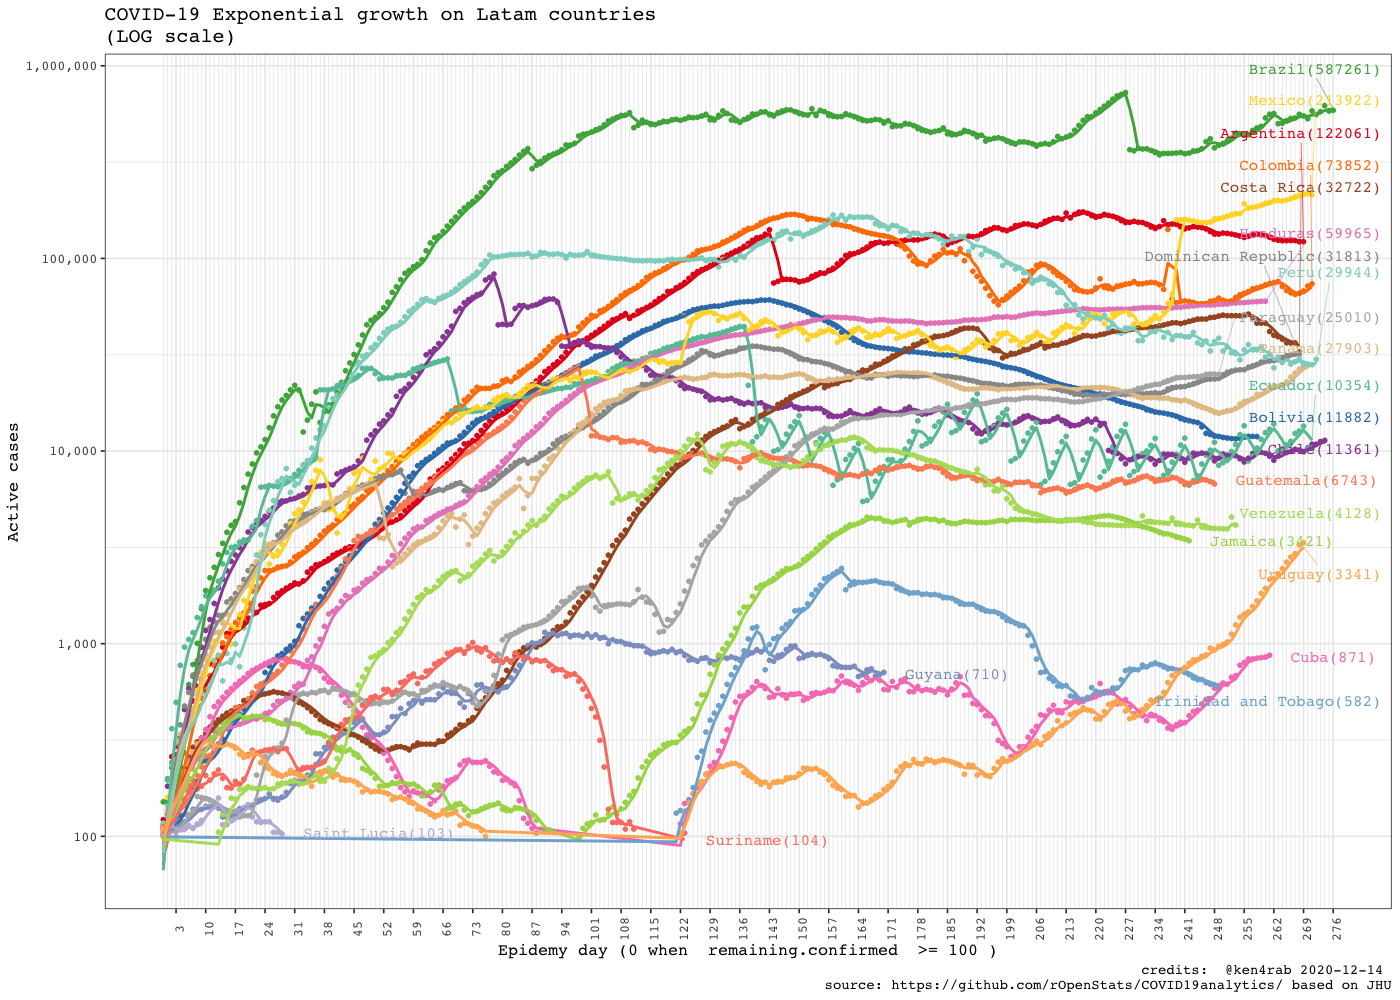 COVID-19 Exponential growth on Latam countries
(LOG scale)
1,000,000
100,000
10,000
1,000
100
Active cases
Brazil(587261)
Mexico(213922)
Argentina(122061)
Colombia(73852)
Costa Rica(32722)
Honduras(59965)
Dominican Republic(31813)
Peru(29944)
Paraguay(25010)
Panama(27903)
Ecuador(10354)
Bolivia(11882)
Chile(11361)
Guatemala(6743)
Venezuela(4128)
Jamaica(3421)
Uruguay(3341)
Cuba(871)
Guyana(710)
Trinidad and Tobago(582)
Saint Lucia(103)
Suriname(104)
3 10 17 24 31 38 45 52 59 66 73 80 87 94 101 108 115 122 129 136 143 150 157 164 171 178 185 192 199 206 213 220 227 234 241 248 255 262 269 276
Epidemy day (0 when  remaining.confirmed  >= 100 )
credits:  @ken4rab 2020-12-14
source: https://github.com/rOpenStats/COVID19analytics/ based on JHU